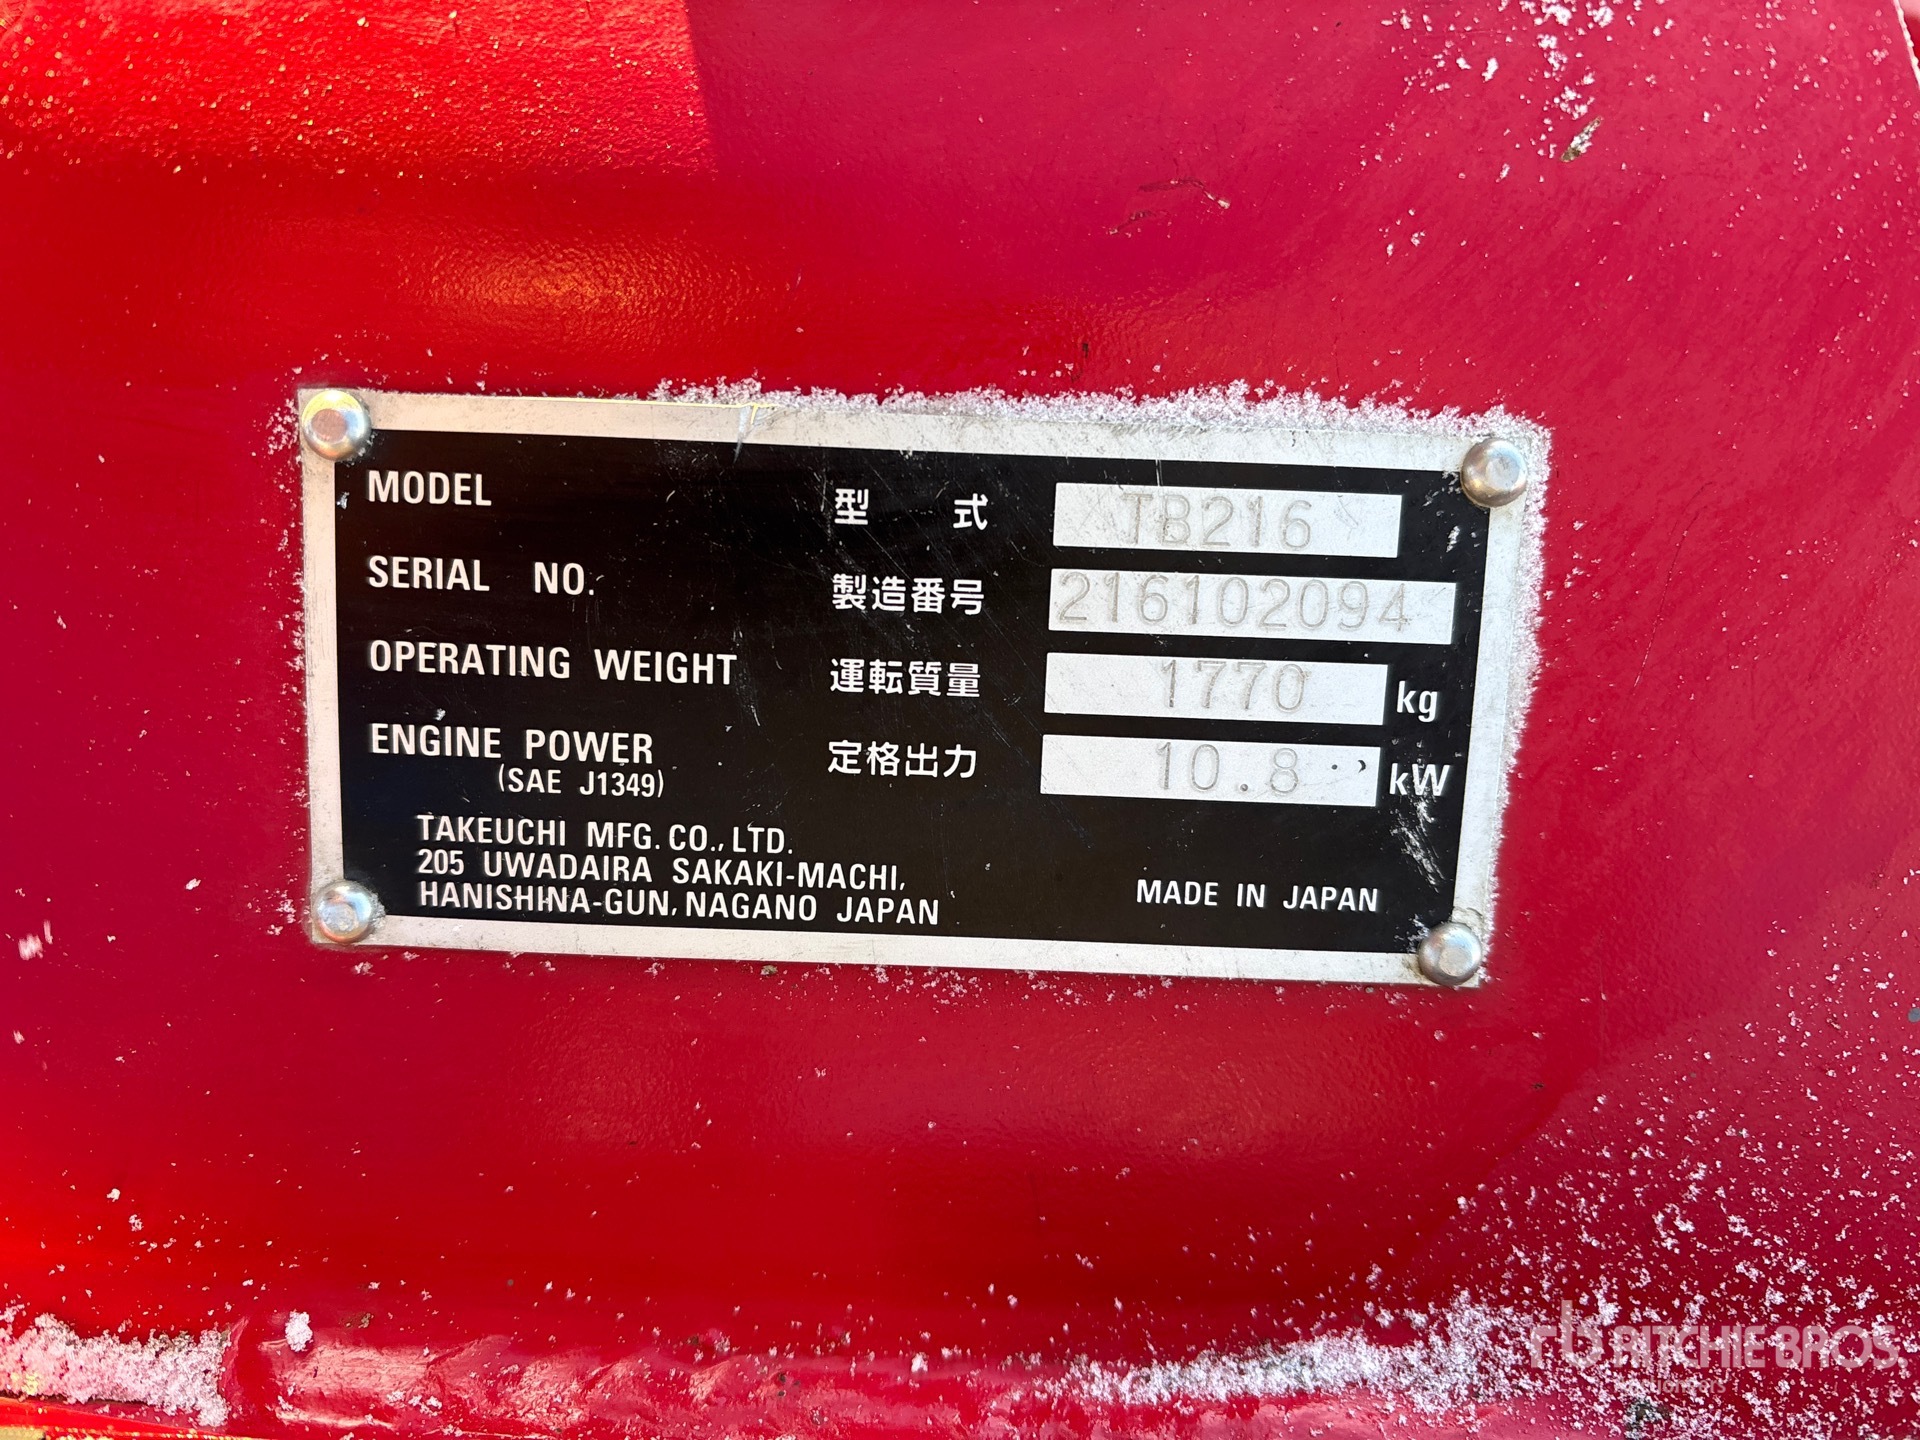 MODEL 型 式 TB216
SERIAL NO. 製造番号 216102094
OPERATING WEIGHT 運転質量 1770 kg
ENGINE POWER 定格出力 10.8 kW
(SAE J1349)
TAKEUCHI MFG. CO., LTD.
205 UWADAIRA SAKAKI-MACHI,
HANISHINA-GUN, NAGANO JAPAN
MADE IN JAPAN
rb RITCHIE BROS.
Auctioneers